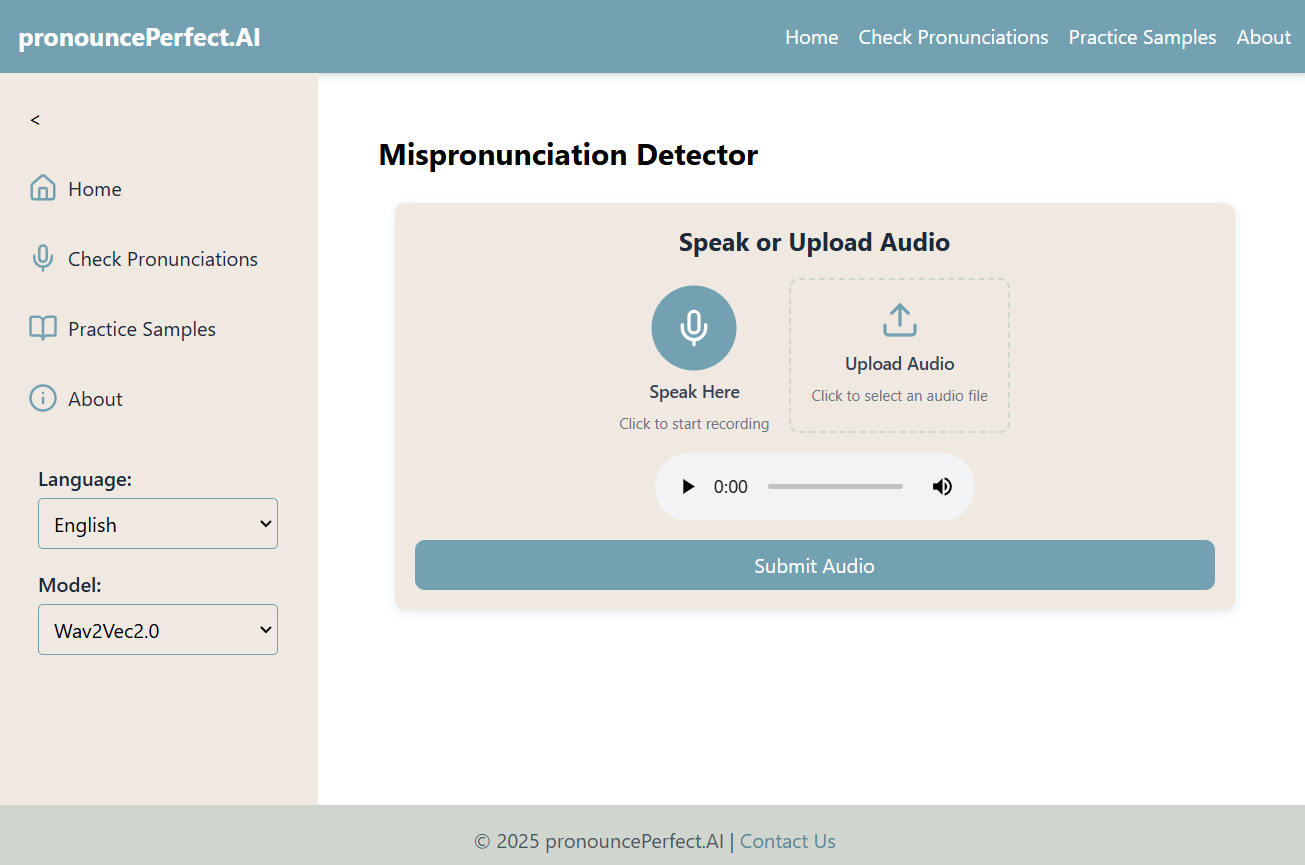 pronouncePerfect.AI
Home Check Pronunciations Practice Samples About
<
Home
Check Pronunciations
Practice Samples
About
Language:
English
Model:
Wav2Vec2.0
Mispronunciation Detector
Speak or Upload Audio
Speak Here
Click to start recording
Upload Audio
Click to select an audio file
0:00
Submit Audio
© 2025 pronouncePerfect.AI | Contact Us